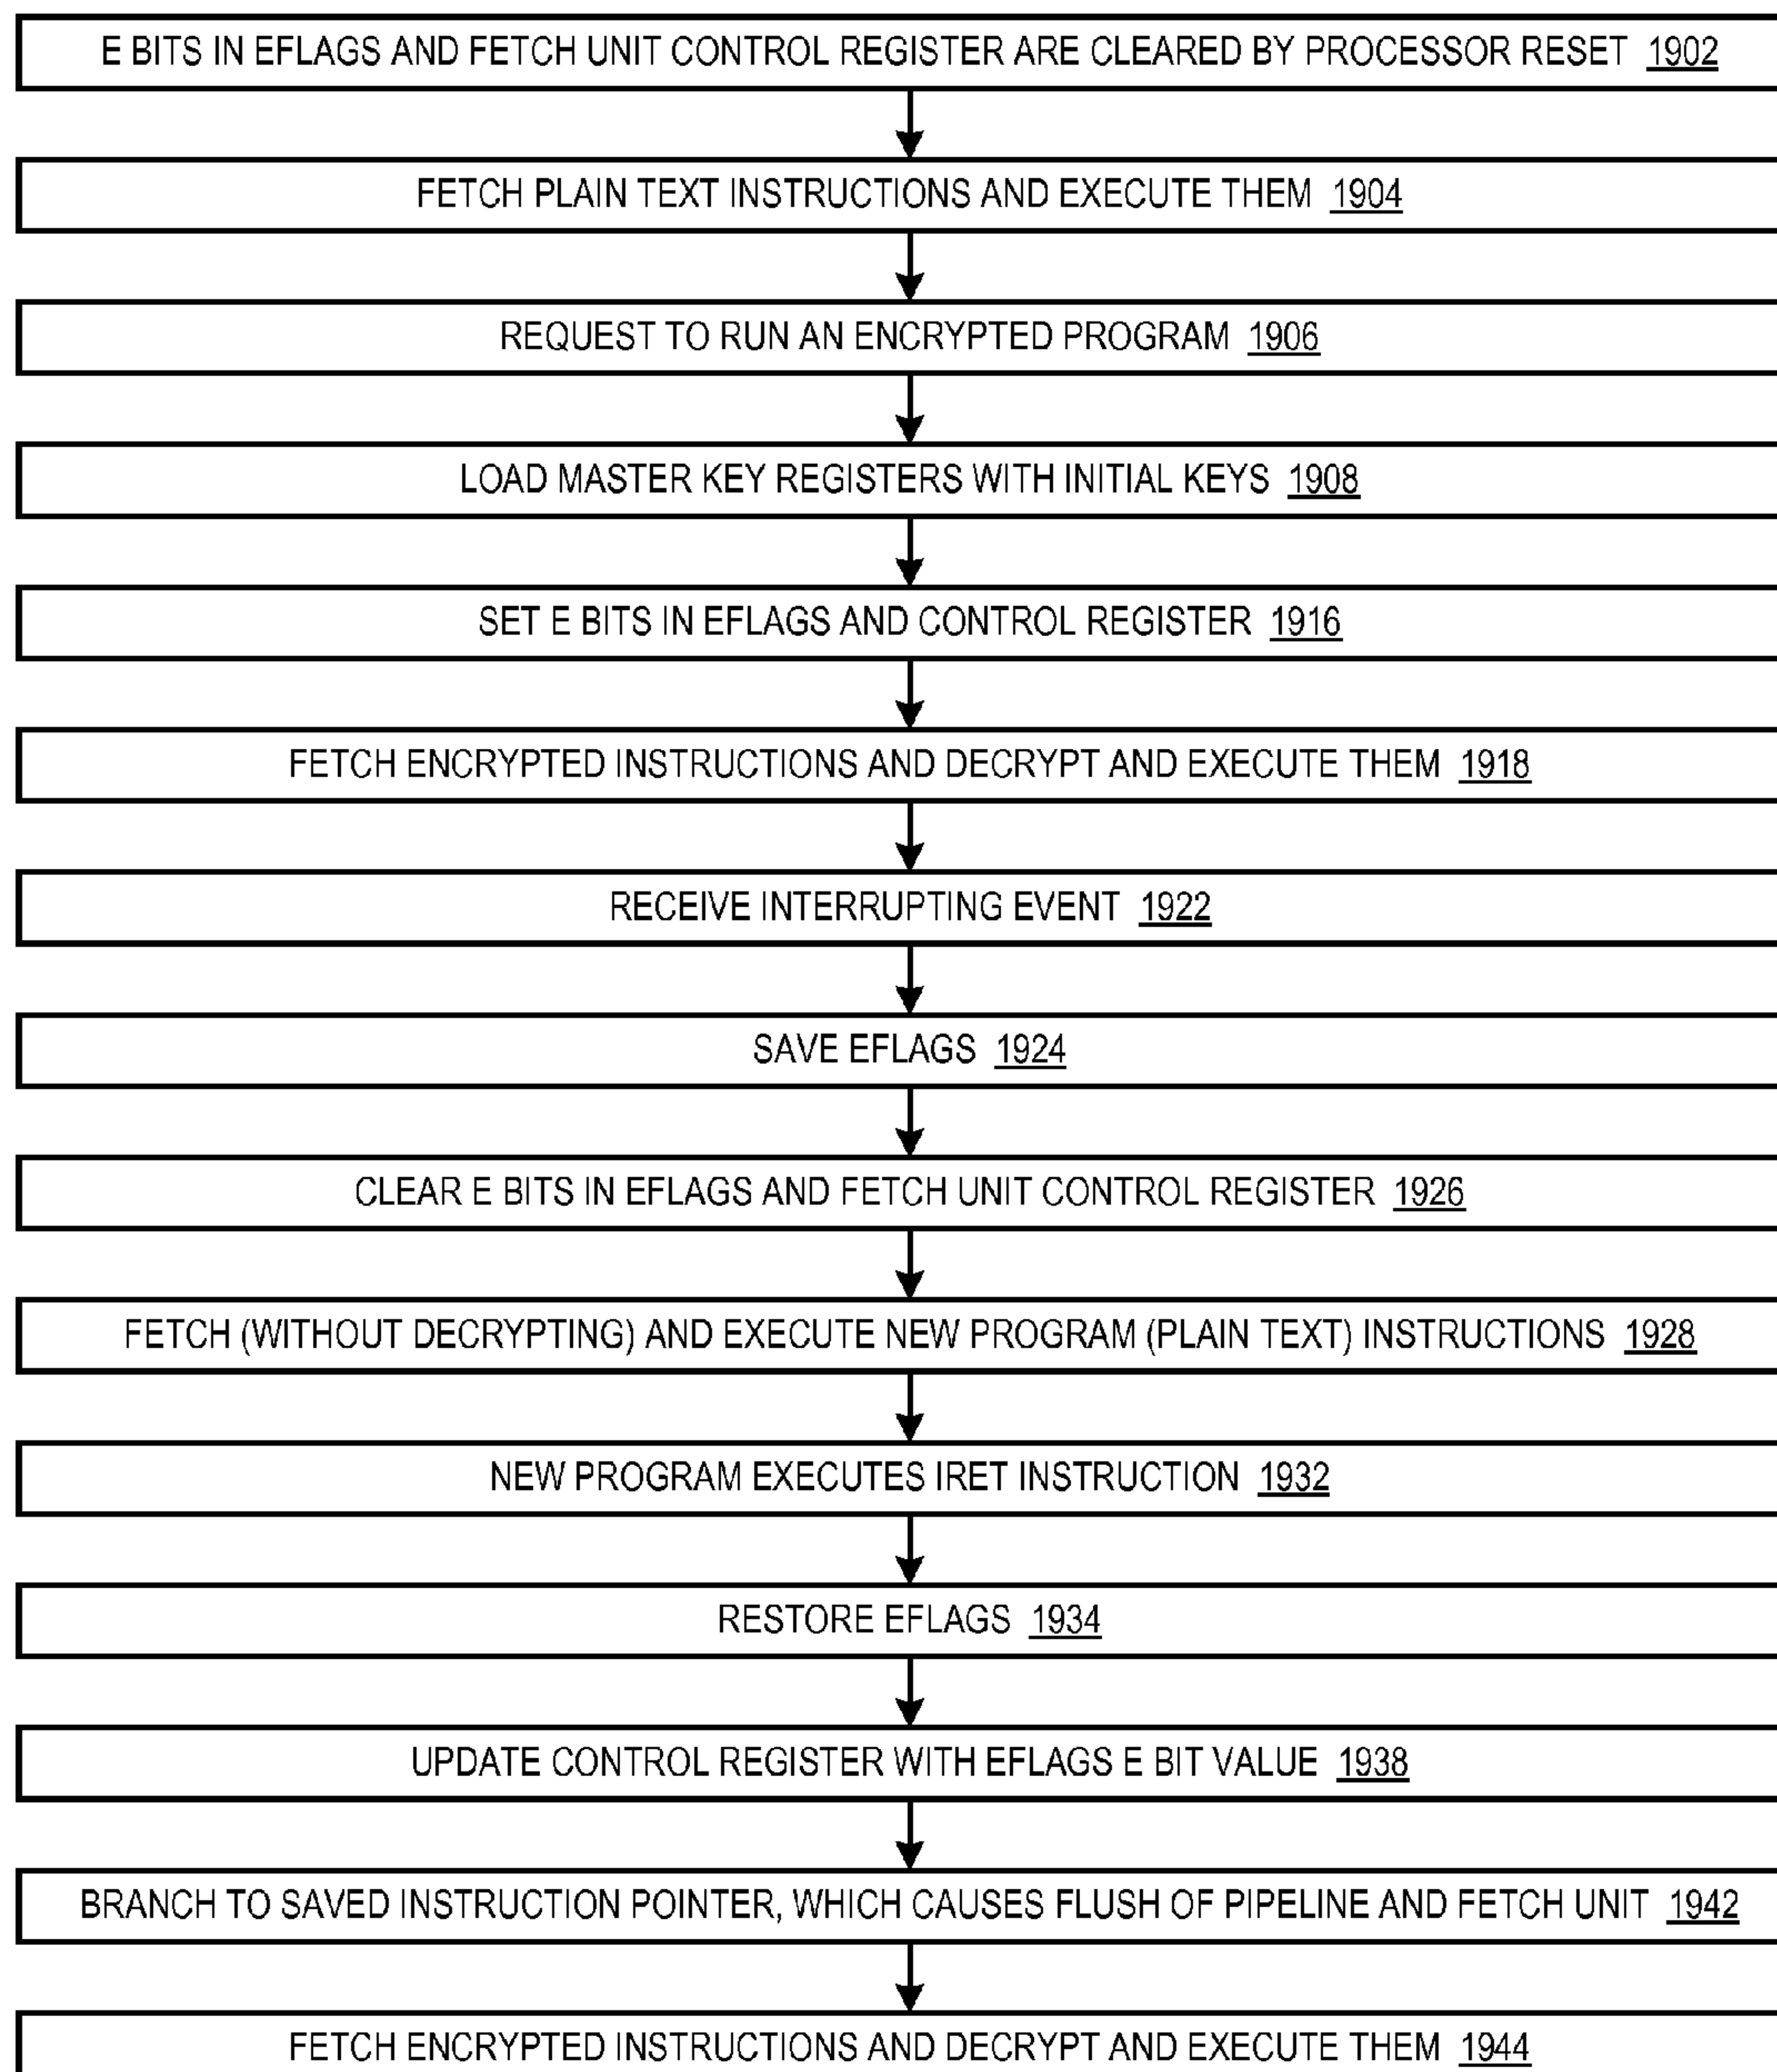 E BITS IN EFLAGS AND FETCH UNIT CONTROL REGISTER ARE CLEARED BY PROCESSOR RESET 1902
FETCH PLAIN TEXT INSTRUCTIONS AND EXECUTE THEM 1904
REQUEST TO RUN AN ENCRYPTED PROGRAM 1906
LOAD MASTER KEY REGISTERS WITH INITIAL KEYS 1908
SET E BITS IN EFLAGS AND CONTROL REGISTER 1916
FETCH ENCRYPTED INSTRUCTIONS AND DECRYPT AND EXECUTE THEM 1918
RECEIVE INTERRUPTING EVENT 1922
SAVE EFLAGS 1924
CLEAR E BITS IN EFLAGS AND FETCH UNIT CONTROL REGISTER 1926
FETCH (WITHOUT DECRYPTING) AND EXECUTE NEW PROGRAM (PLAIN TEXT) INSTRUCTIONS 1928
NEW PROGRAM EXECUTES IRET INSTRUCTION 1932
RESTORE EFLAGS 1934
UPDATE CONTROL REGISTER WITH EFLAGS E BIT VALUE 1938
BRANCH TO SAVED INSTRUCTION POINTER, WHICH CAUSES FLUSH OF PIPELINE AND FETCH UNIT 1942
FETCH ENCRYPTED INSTRUCTIONS AND DECRYPT AND EXECUTE THEM 1944